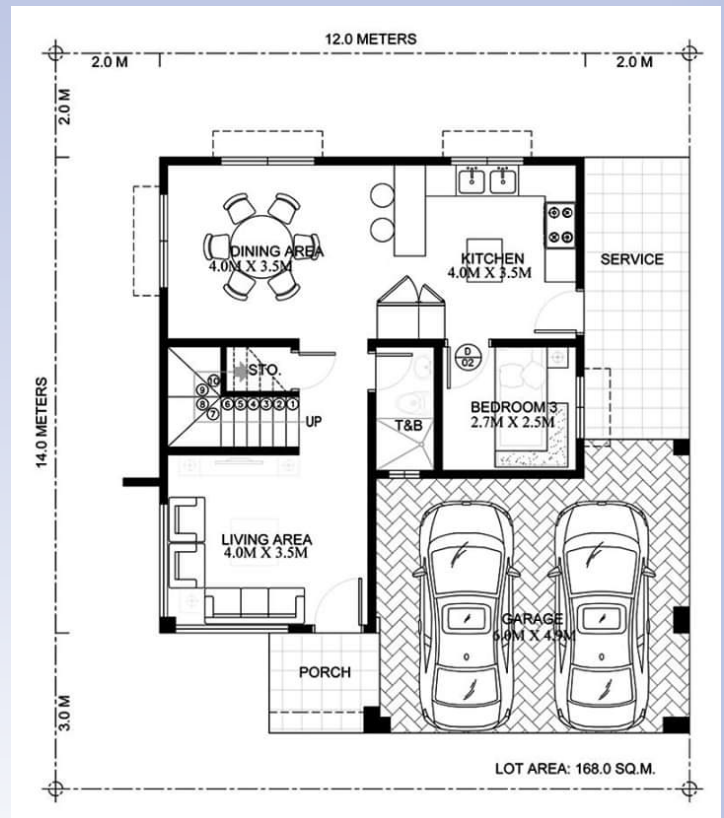 12.0 METERS
2.0 M
2.0 M
2.0 M
DINING AREA
4.0M X 3.5M
KITCHEN
4.0M X 3.5M
SERVICE
14.0 METERS
STO.
10
9
8
7
6
5
4
3
2
1
UP
D
02
T&B
BEDROOM 3
2.7M X 2.5M
LIVING AREA
4.0M X 3.5M
GARAGE
6.0M X 4.9M
PORCH
3.0 M
LOT AREA: 168.0 SQ.M.